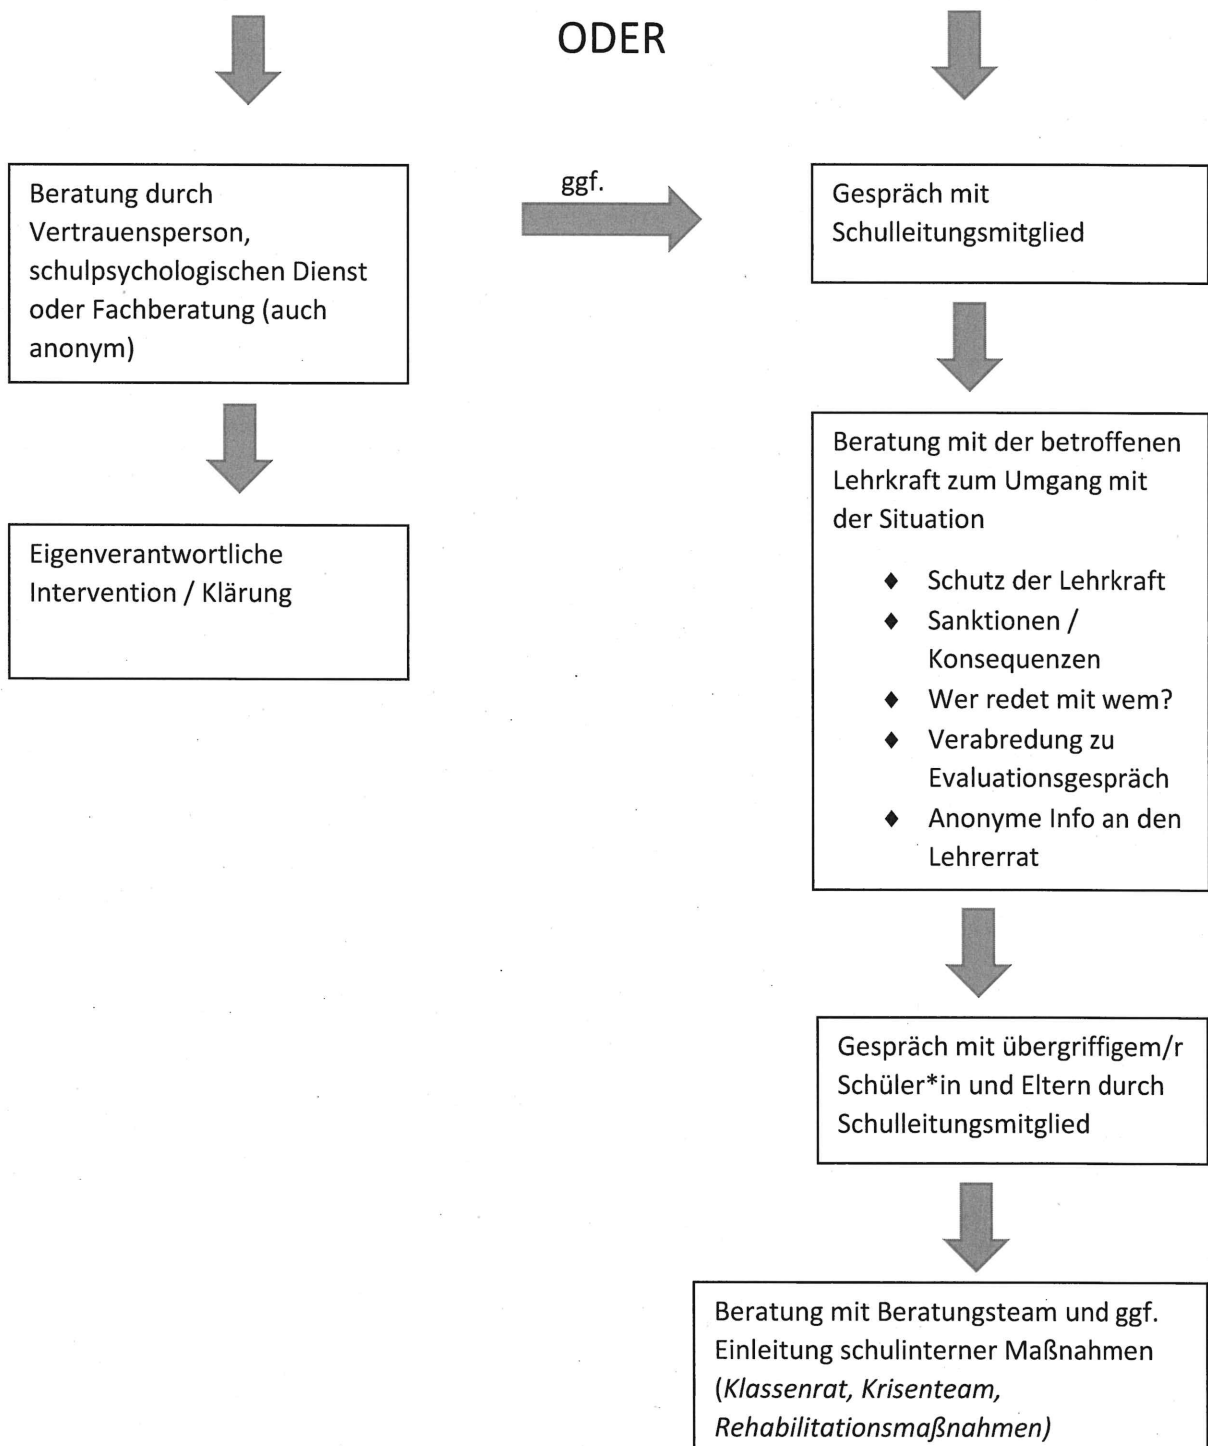 ODER
Beratung durch
Vertrauensperson,
schulpsychologischen Dienst
oder Fachberatung (auch
anonym)
ggf.
Gespräch mit
Schulleitungsmitglied
Eigenverantwortliche
Intervention / Klärung
Beratung mit der betroffenen
Lehrkraft zum Umgang mit
der Situation
♦ Schutz der Lehrkraft
♦ Sanktionen /
Konsequenzen
♦ Wer redet mit wem?
♦ Verabredung zu
Evaluationsgespräch
♦ Anonyme Info an den
Lehrerrat
Gespräch mit übergriffigem/r
Schüler*in und Eltern durch
Schulleitungsmitglied
Beratung mit Beratungsteam und ggf.
Einleitung schulinterner Maßnahmen
(Klassenrat, Krisenteam,
Rehabilitationsmaßnahmen)